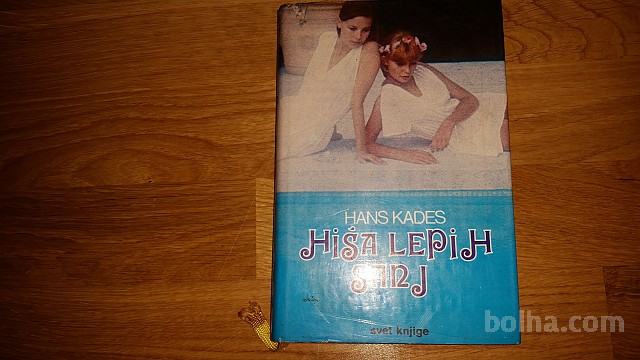 HANS KADES
HIŠA LEPIH
SANJ
svet knjige
bolha.com